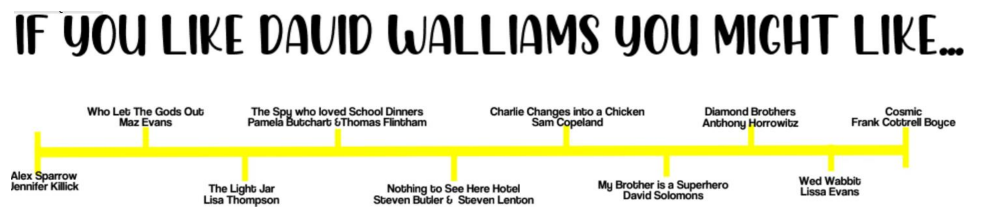 IF YOU LIKE DAVID WALLIAMS YOU MIGHT LIKE...
Who Let The Gods Out
Maz Evans
The Spy who loved School Dinners
Pamela Butchart &Thomas Flintham
Charlie Changes into a Chicken
Sam Copeland
Diamond Brothers
Anthony Horrowitz
Cosmic
Frank Cottrell Boyce
Alex Sparrow
Jennifer Killick
The Light Jar
Lisa Thompson
Nothing to See Here Hotel
Steven Butler & Steven Lenton
My Brother is a Superhero
David Solomons
Wed Wabbit
Lissa Evans